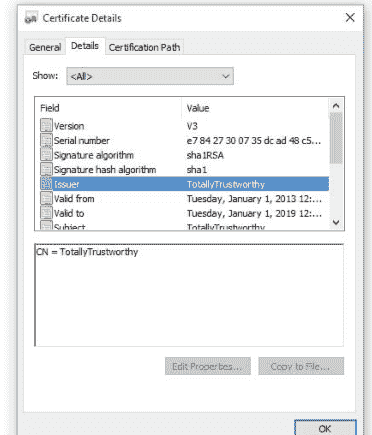 Certificate Details
General Details Certification Path
Show: <All>
Field Value
Version V3
Serial number e7 84 27 30 07 35 dc ad 48 c5...
Signature algorithm sha1RSA
Signature hash algorithm sha1
Issuer TotallyTrustworthy
Valid from Tuesday, January 1, 2013 12:...
Valid to Tuesday, January 1, 2019 12:...
Subject TotallyTrustworthy
CN = TotallyTrustworthy
Edit Properties... Copy to File...
OK